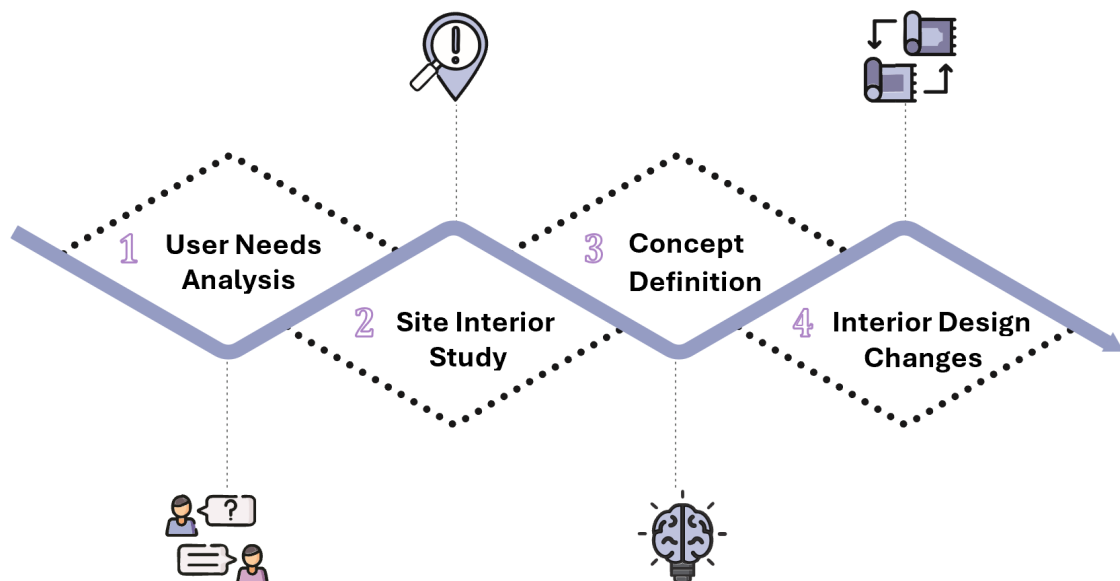 1
User Needs
Analysis
2
Site Interior
Study
3
Concept
Definition
4
Interior Design
Changes
!
?